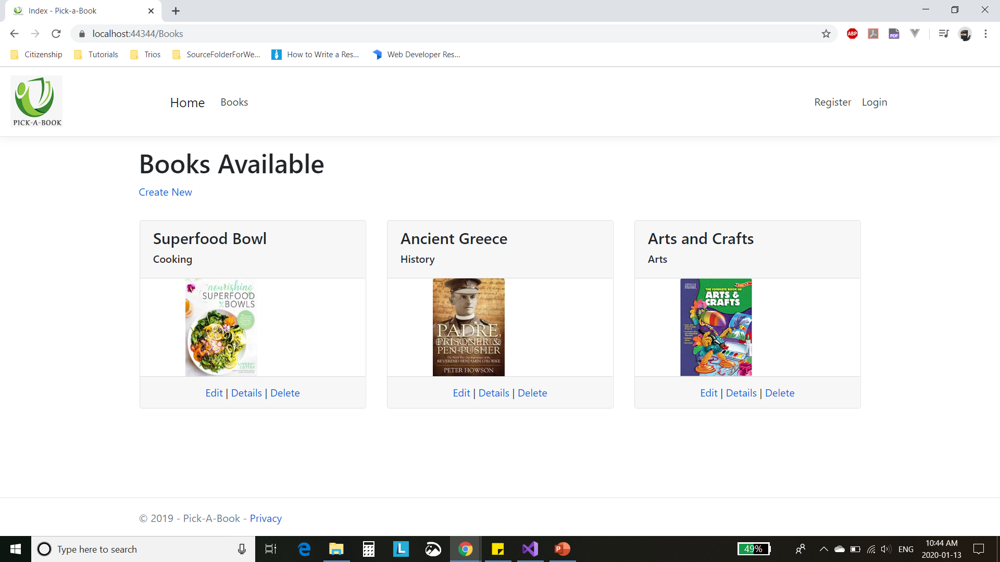 Index - Pick-a-Book
localhost:44344/Books
ABP
PDF
Citizenship
Tutorials
Trios
SourceFolderForWe...
How to Write a Res...
Web Developer Res...
PICK-A-BOOK
Home
Books
Register
Login
Books Available
Create New
Superfood Bowl
Cooking
nourishing
SUPERFOOD
BOWLS
LINDSAY
COTTER
Edit | Details | Delete
Ancient Greece
History
PADRE,
PRISONER &
PEN-PUSHER
The World War One Experiences of the
REVEREND BENJAMIN O'RORKE
PETER HOWSON
Edit | Details | Delete
Arts and Crafts
Arts
THE COMPLETE BOOK OF
ARTS &
CRAFTS
Edit | Details | Delete
© 2019 - Pick-A-Book - Privacy
Type here to search
L
P
49%
ENG
10:44 AM
2020-01-13